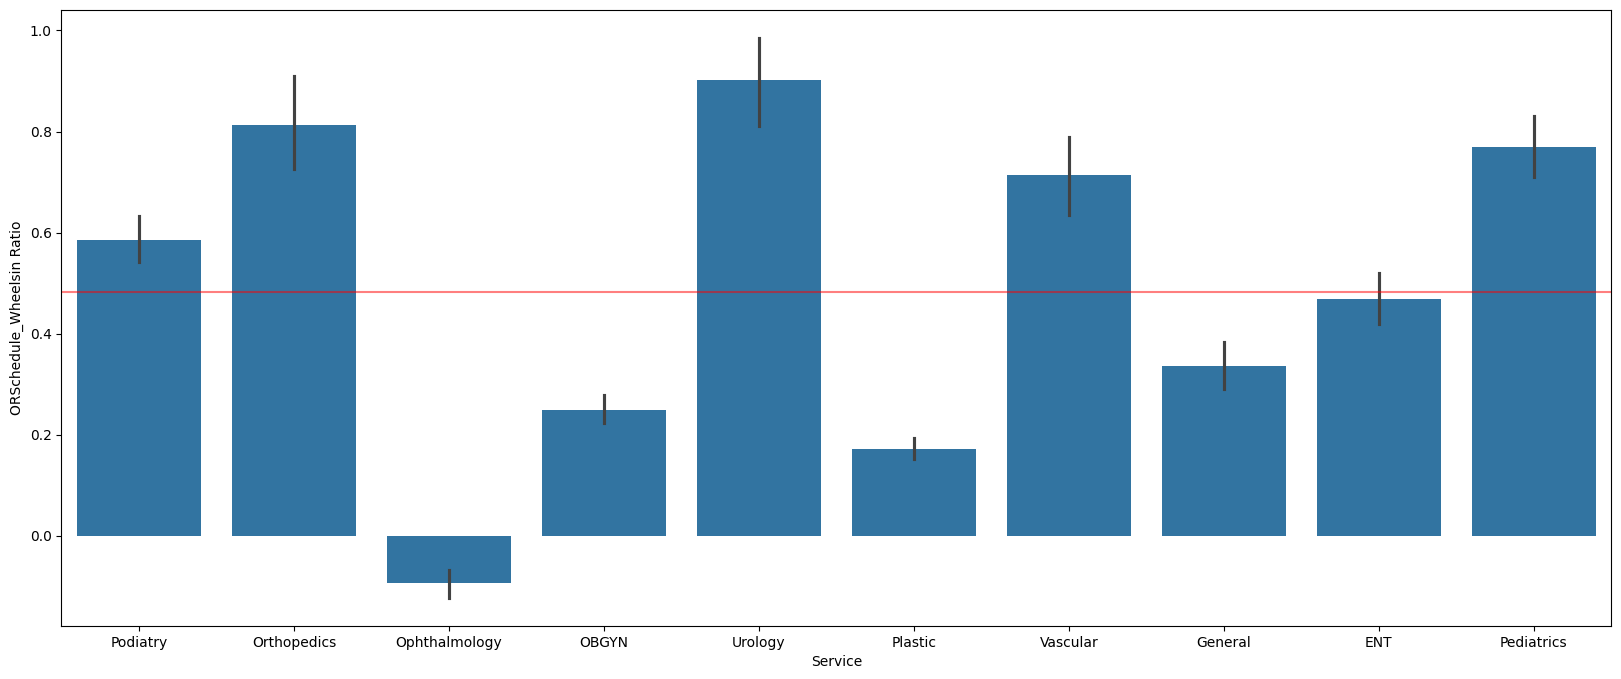 1.0
0.8
0.6
0.4
0.2
0.0
ORSchedule_Wheelsin Ratio
Podiatry Orthopedics Ophthalmology OBGYN Urology Plastic Vascular General ENT Pediatrics
Service